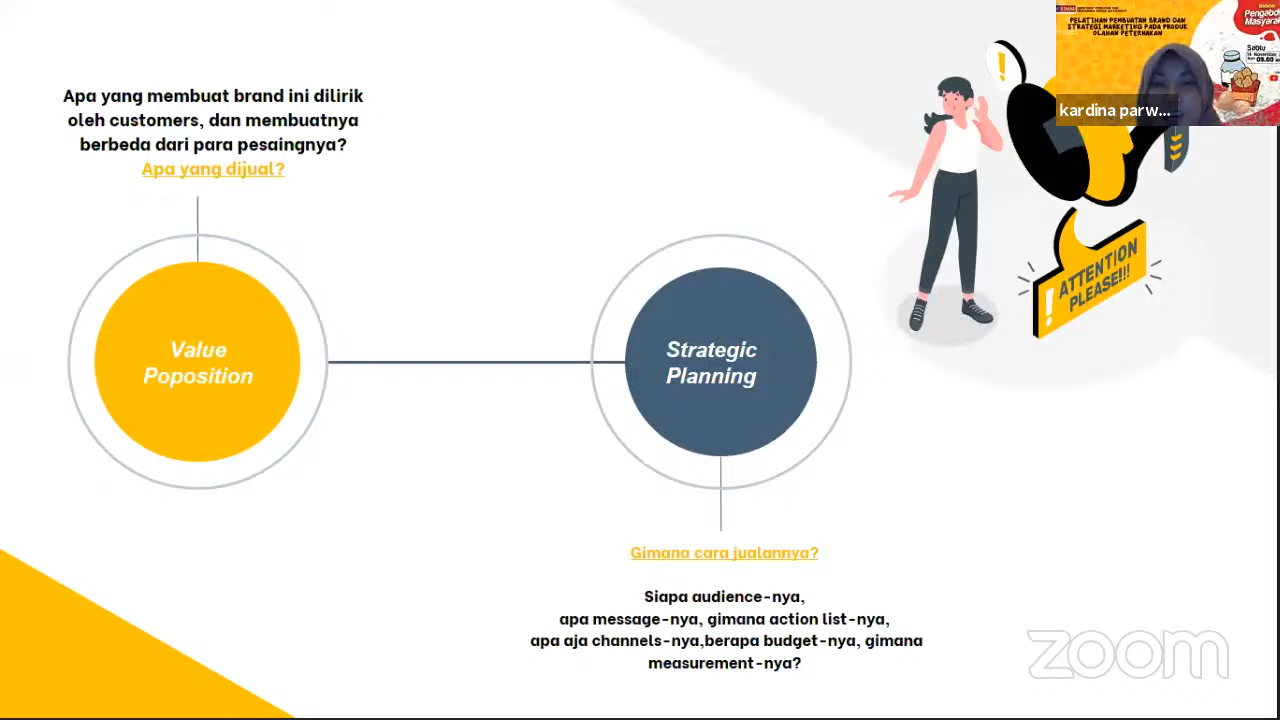 Apa yang membuat brand ini dilirik
oleh customers, dan membuatnya
berbeda dari para pesaingnya?
Apa yang dijual?
Value
Poposition
Strategic
Planning
Gimana cara jualannya?
Siapa audience-nya,
apa message-nya, gimana action list-nya,
apa aja channels-nya,berapa budget-nya, gimana
measurement-nya?
!
! ATTENTION
PLEASE!!!
PELATIHAN PEMBUATAN BRAND DAN
STRATEGI MARKETING PADA PRODUK
OLAHAN PETERNAKAN
Sabtu
09.00
kardina parw...
zoom